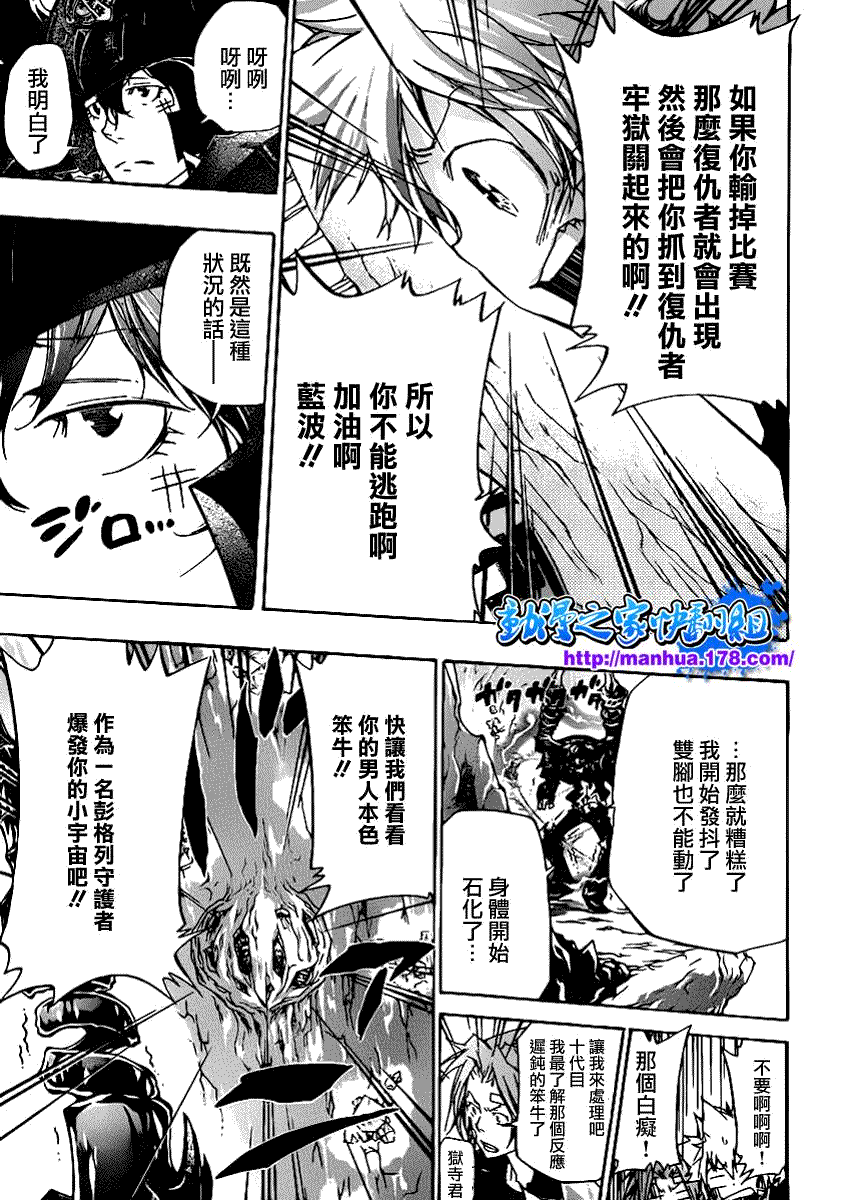 如果你輸掉比賽
那麼復仇者就會出現
然後會把你抓到復仇者
牢獄關起來的啊!!
所以
你不能逃跑啊
加油啊
藍波!!
呀咧
呀咧…
我明白了
既然是這種
狀況的話——
ジロ…
動漫之家快翻組
http://manhua.178.com/
ガタ
ガタ
…那麼就糟糕了
我開始發抖了
雙腳也不能動了
身體開始
石化了…
不要啊啊啊!
那個白癡!
讓我來處理吧
十代目
我最了解那個反應
遲鈍的笨牛了
獄寺君
快讓我們看看
你的男人本色
笨牛!!
作為一名彭格列守護者
爆發你的小宇宙吧!!